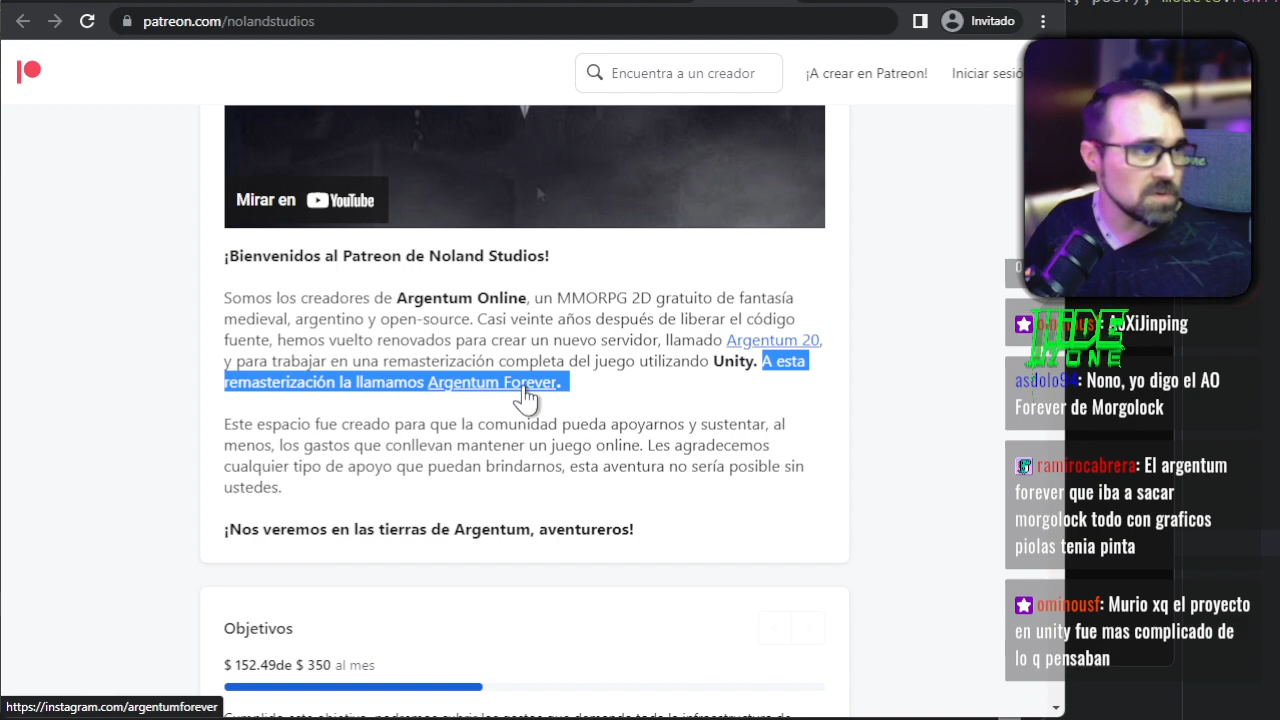 patreon.com/nolandstudios
Invitado
Encuentra a un creador
¡A crear en Patreon!
Iniciar sesió
Mirar en YouTube
¡Bienvenidos al Patreon de Noland Studios!
Somos los creadores de Argentum Online, un MMORPG 2D gratuito de fantasía
medieval, argentino y open-source. Casi veinte años después de liberar el código
fuente, hemos vuelto renovados para crear un nuevo servidor, llamado Argentum 20,
y para trabajar en una remasterización completa del juego utilizando Unity. A esta
remasterización la llamamos Argentum Forever.
Este espacio fue creado para que la comunidad pueda apoyarnos y sustentar, al
menos, los gastos que conllevan mantener un juego online. Les agradecemos
cualquier tipo de apoyo que puedan brindarnos, esta aventura no sería posible sin
ustedes.
¡Nos veremos en las tierras de Argentum, aventureros!
Objetivos
$ 152.49de $ 350 al mes
https://instagram.com/argentumforever
ZONE
asdolo94: Nono, yo digo el AO
Forever de Morgolock
ramirocabrera: El argentum
forever que iba a sacar
morgolock todo con graficos
piolas tenia pinta
ominousf: Murio xq el proyecto
en unity fue mas complicado de
lo q pensaban